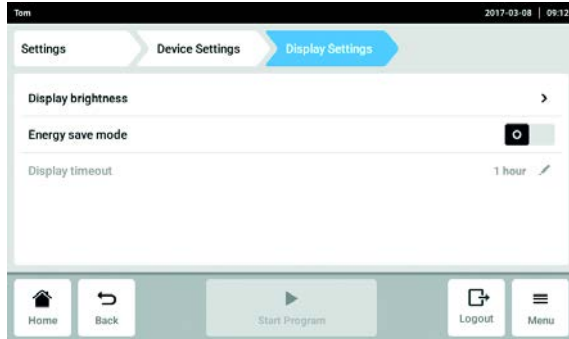 Tom 2017-03-08 | 09:12
Settings Device Settings Display Settings
Display brightness
Energy save mode
Display timeout 1 hour
Home Back Start Program Logout Menu